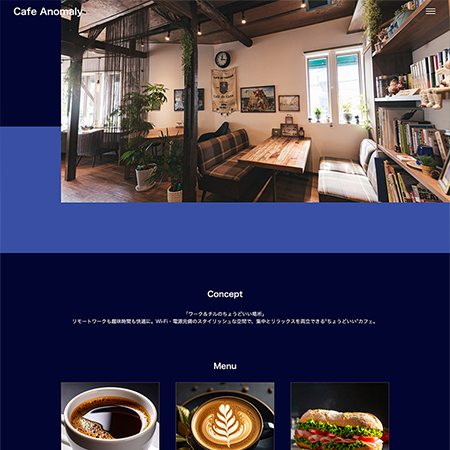 Cafe Anomaly
Concept
「ワーク＆チルのちょうどいい場所」
リモートワークも趣味時間も快適に。Wi-Fi・電源完備のスタイリッシュな空間で、集中とリラックスを両立できる“ちょうどいい”カフェ。
Menu